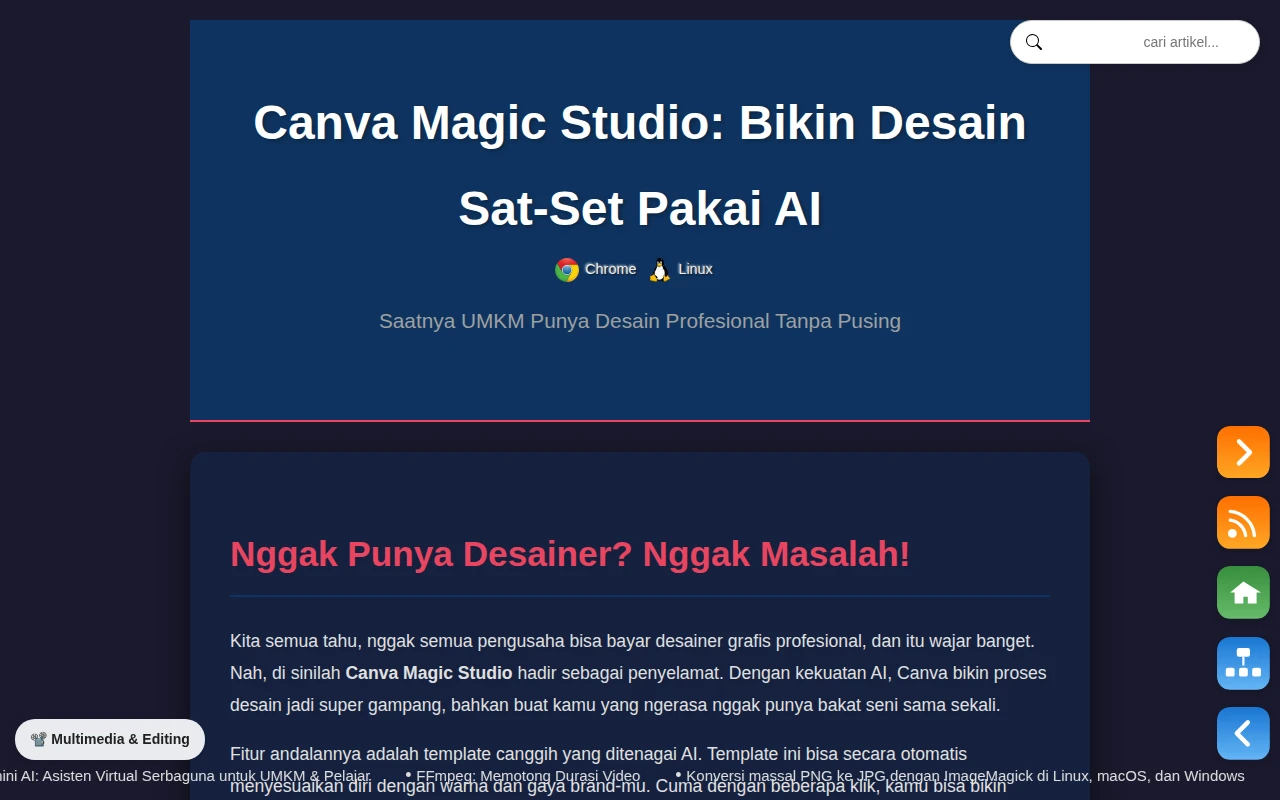 cari artikel...
Canva Magic Studio: Bikin Desain
Sat-Set Pakai AI
Chrome Linux
Saatnya UMKM Punya Desain Profesional Tanpa Pusing
Nggak Punya Desainer? Nggak Masalah!
Kita semua tahu, nggak semua pengusaha bisa bayar desainer grafis profesional, dan itu wajar banget.
Nah, di sinilah Canva Magic Studio hadir sebagai penyelamat. Dengan kekuatan AI, Canva bikin proses
desain jadi super gampang, bahkan buat kamu yang ngerasa nggak punya bakat seni sama sekali.
Multimedia & Editing
Fitur andalannya adalah template canggih yang ditenagai AI. Template ini bisa secara otomatis
AI: Asisten Virtual Serbaguna untuk UMKM & Pelajar • FFmpeg: Memotong Durasi Video • Konversi massal PNG ke JPG dengan ImageMagick di Linux, macOS, dan Windows
menyesuaikan diri dengan warna dan gaya brand-mu. Cuma dengan beberapa klik, kamu bisa bikin